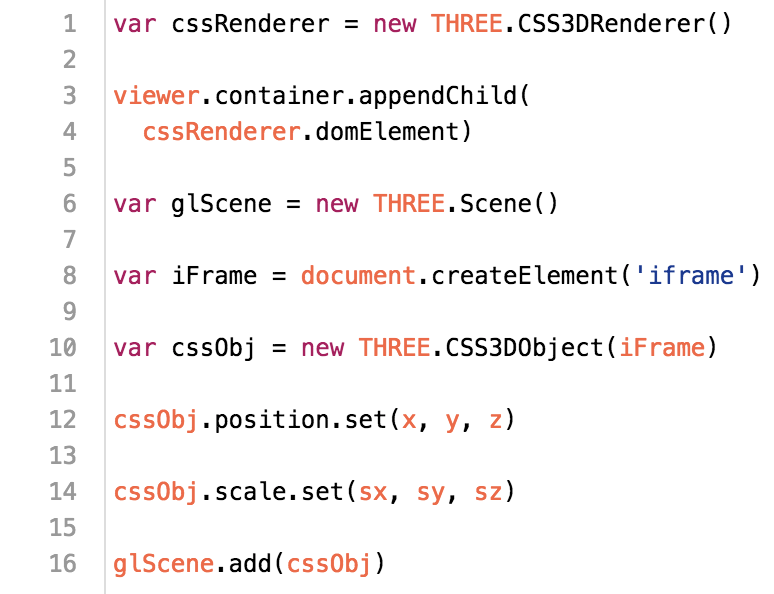 1 var cssRenderer = new THREE.CSS3DRenderer()
2
3 viewer.container.appendChild(
4   cssRenderer.domElement)
5
6 var glScene = new THREE.Scene()
7
8 var iFrame = document.createElement('iframe')
9
10 var cssObj = new THREE.CSS3DObject(iFrame)
11
12 cssObj.position.set(x, y, z)
13
14 cssObj.scale.set(sx, sy, sz)
15
16 glScene.add(cssObj)